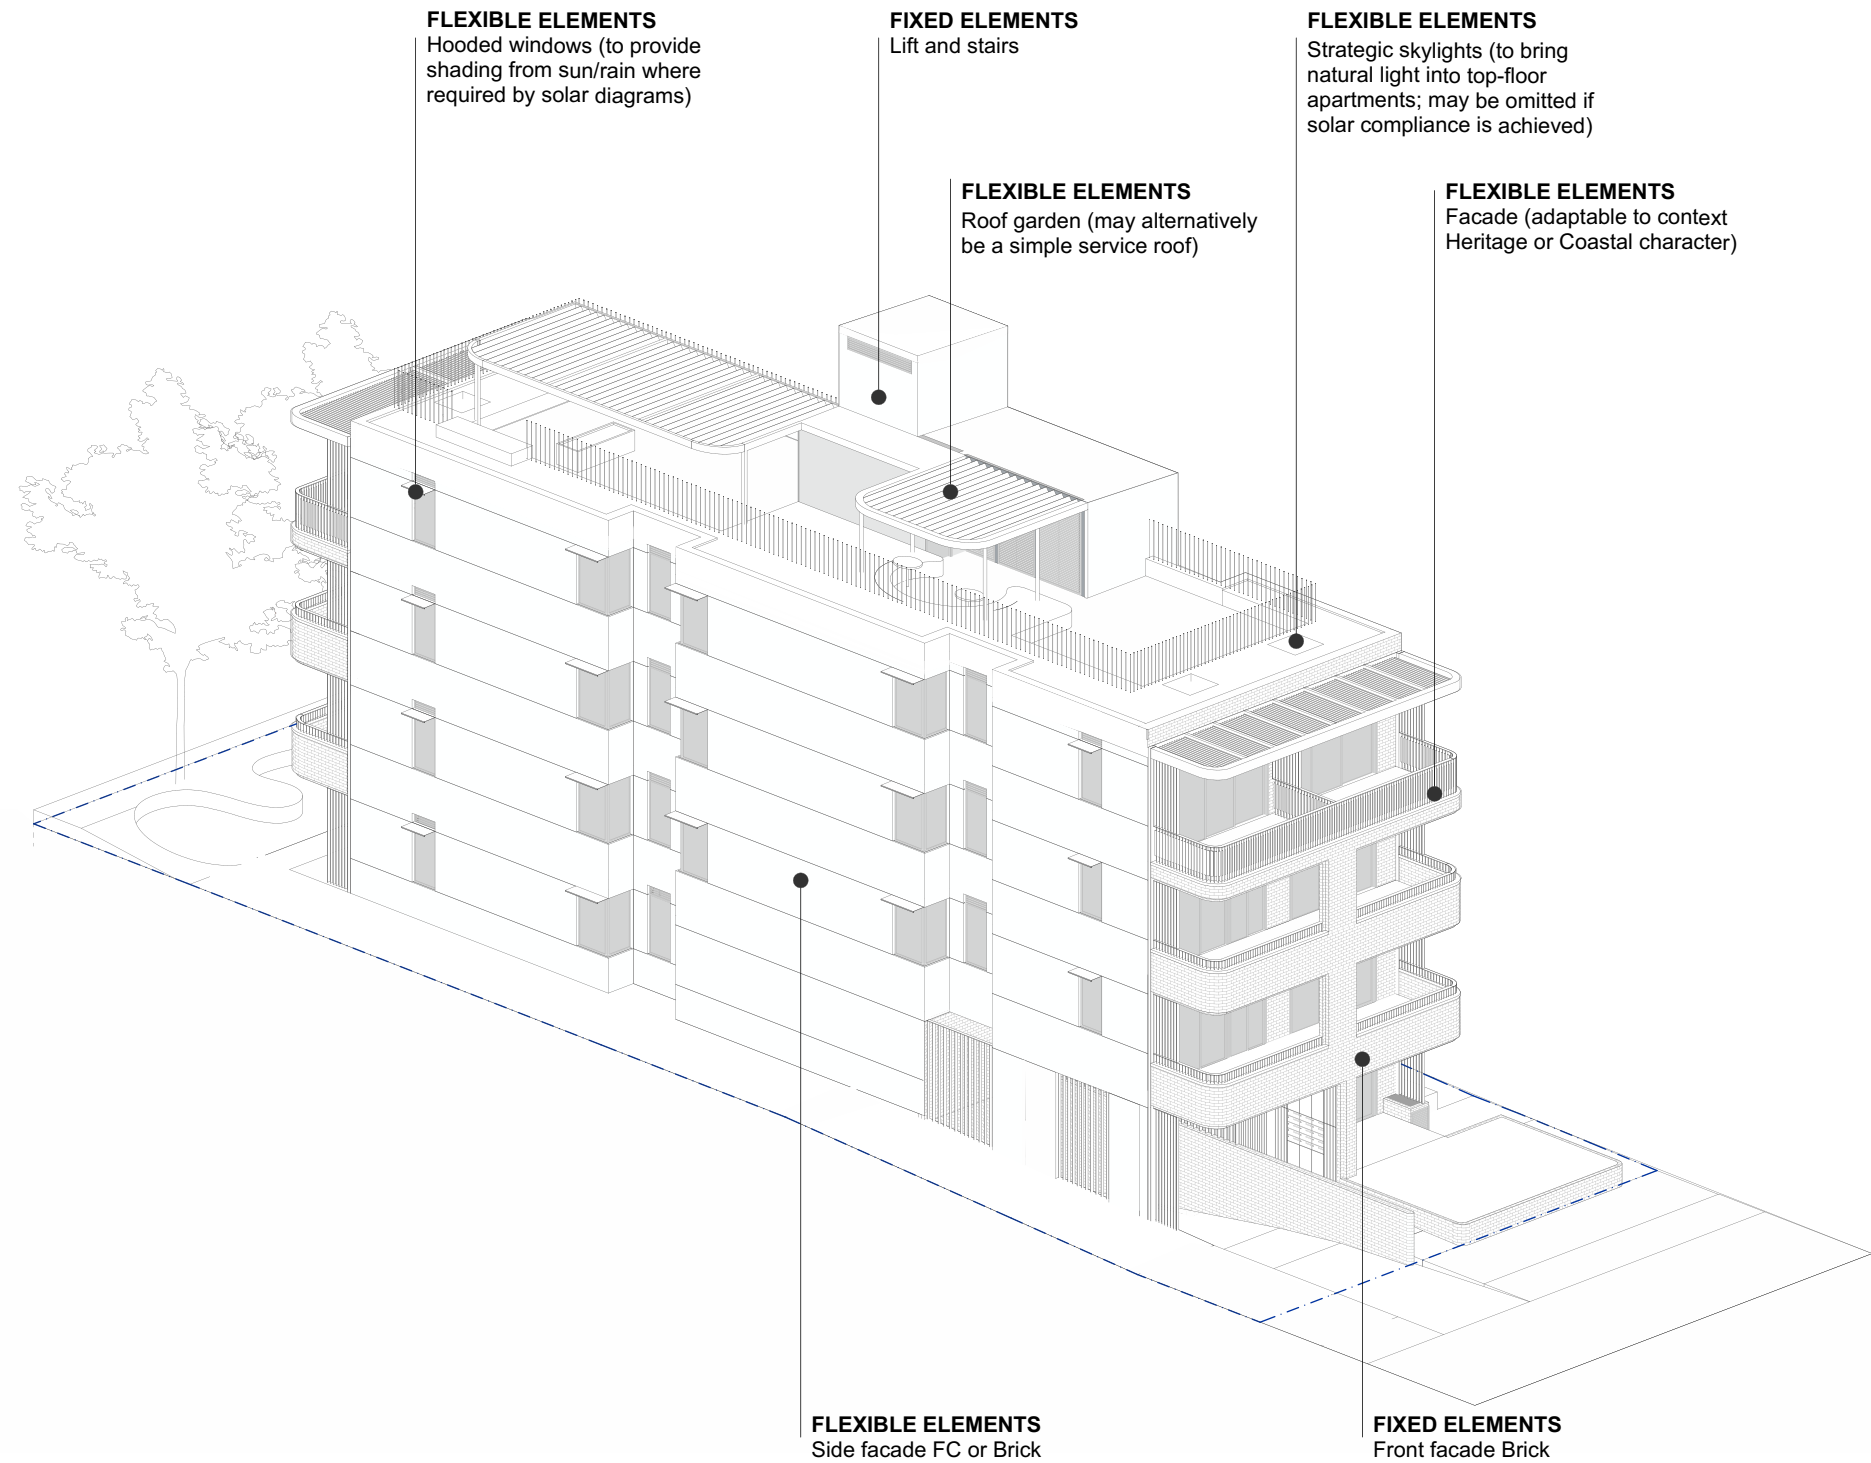 FLEXIBLE ELEMENTS
Hooded windows (to provide
shading from sun/rain where
required by solar diagrams)
FIXED ELEMENTS
Lift and stairs
FLEXIBLE ELEMENTS
Strategic skylights (to bring
natural light into top-floor
apartments; may be omitted if
solar compliance is achieved)
FLEXIBLE ELEMENTS
Roof garden (may alternatively
be a simple service roof)
FLEXIBLE ELEMENTS
Facade (adaptable to context
Heritage or Coastal character)
FLEXIBLE ELEMENTS
Side facade FC or Brick
FIXED ELEMENTS
Front facade Brick